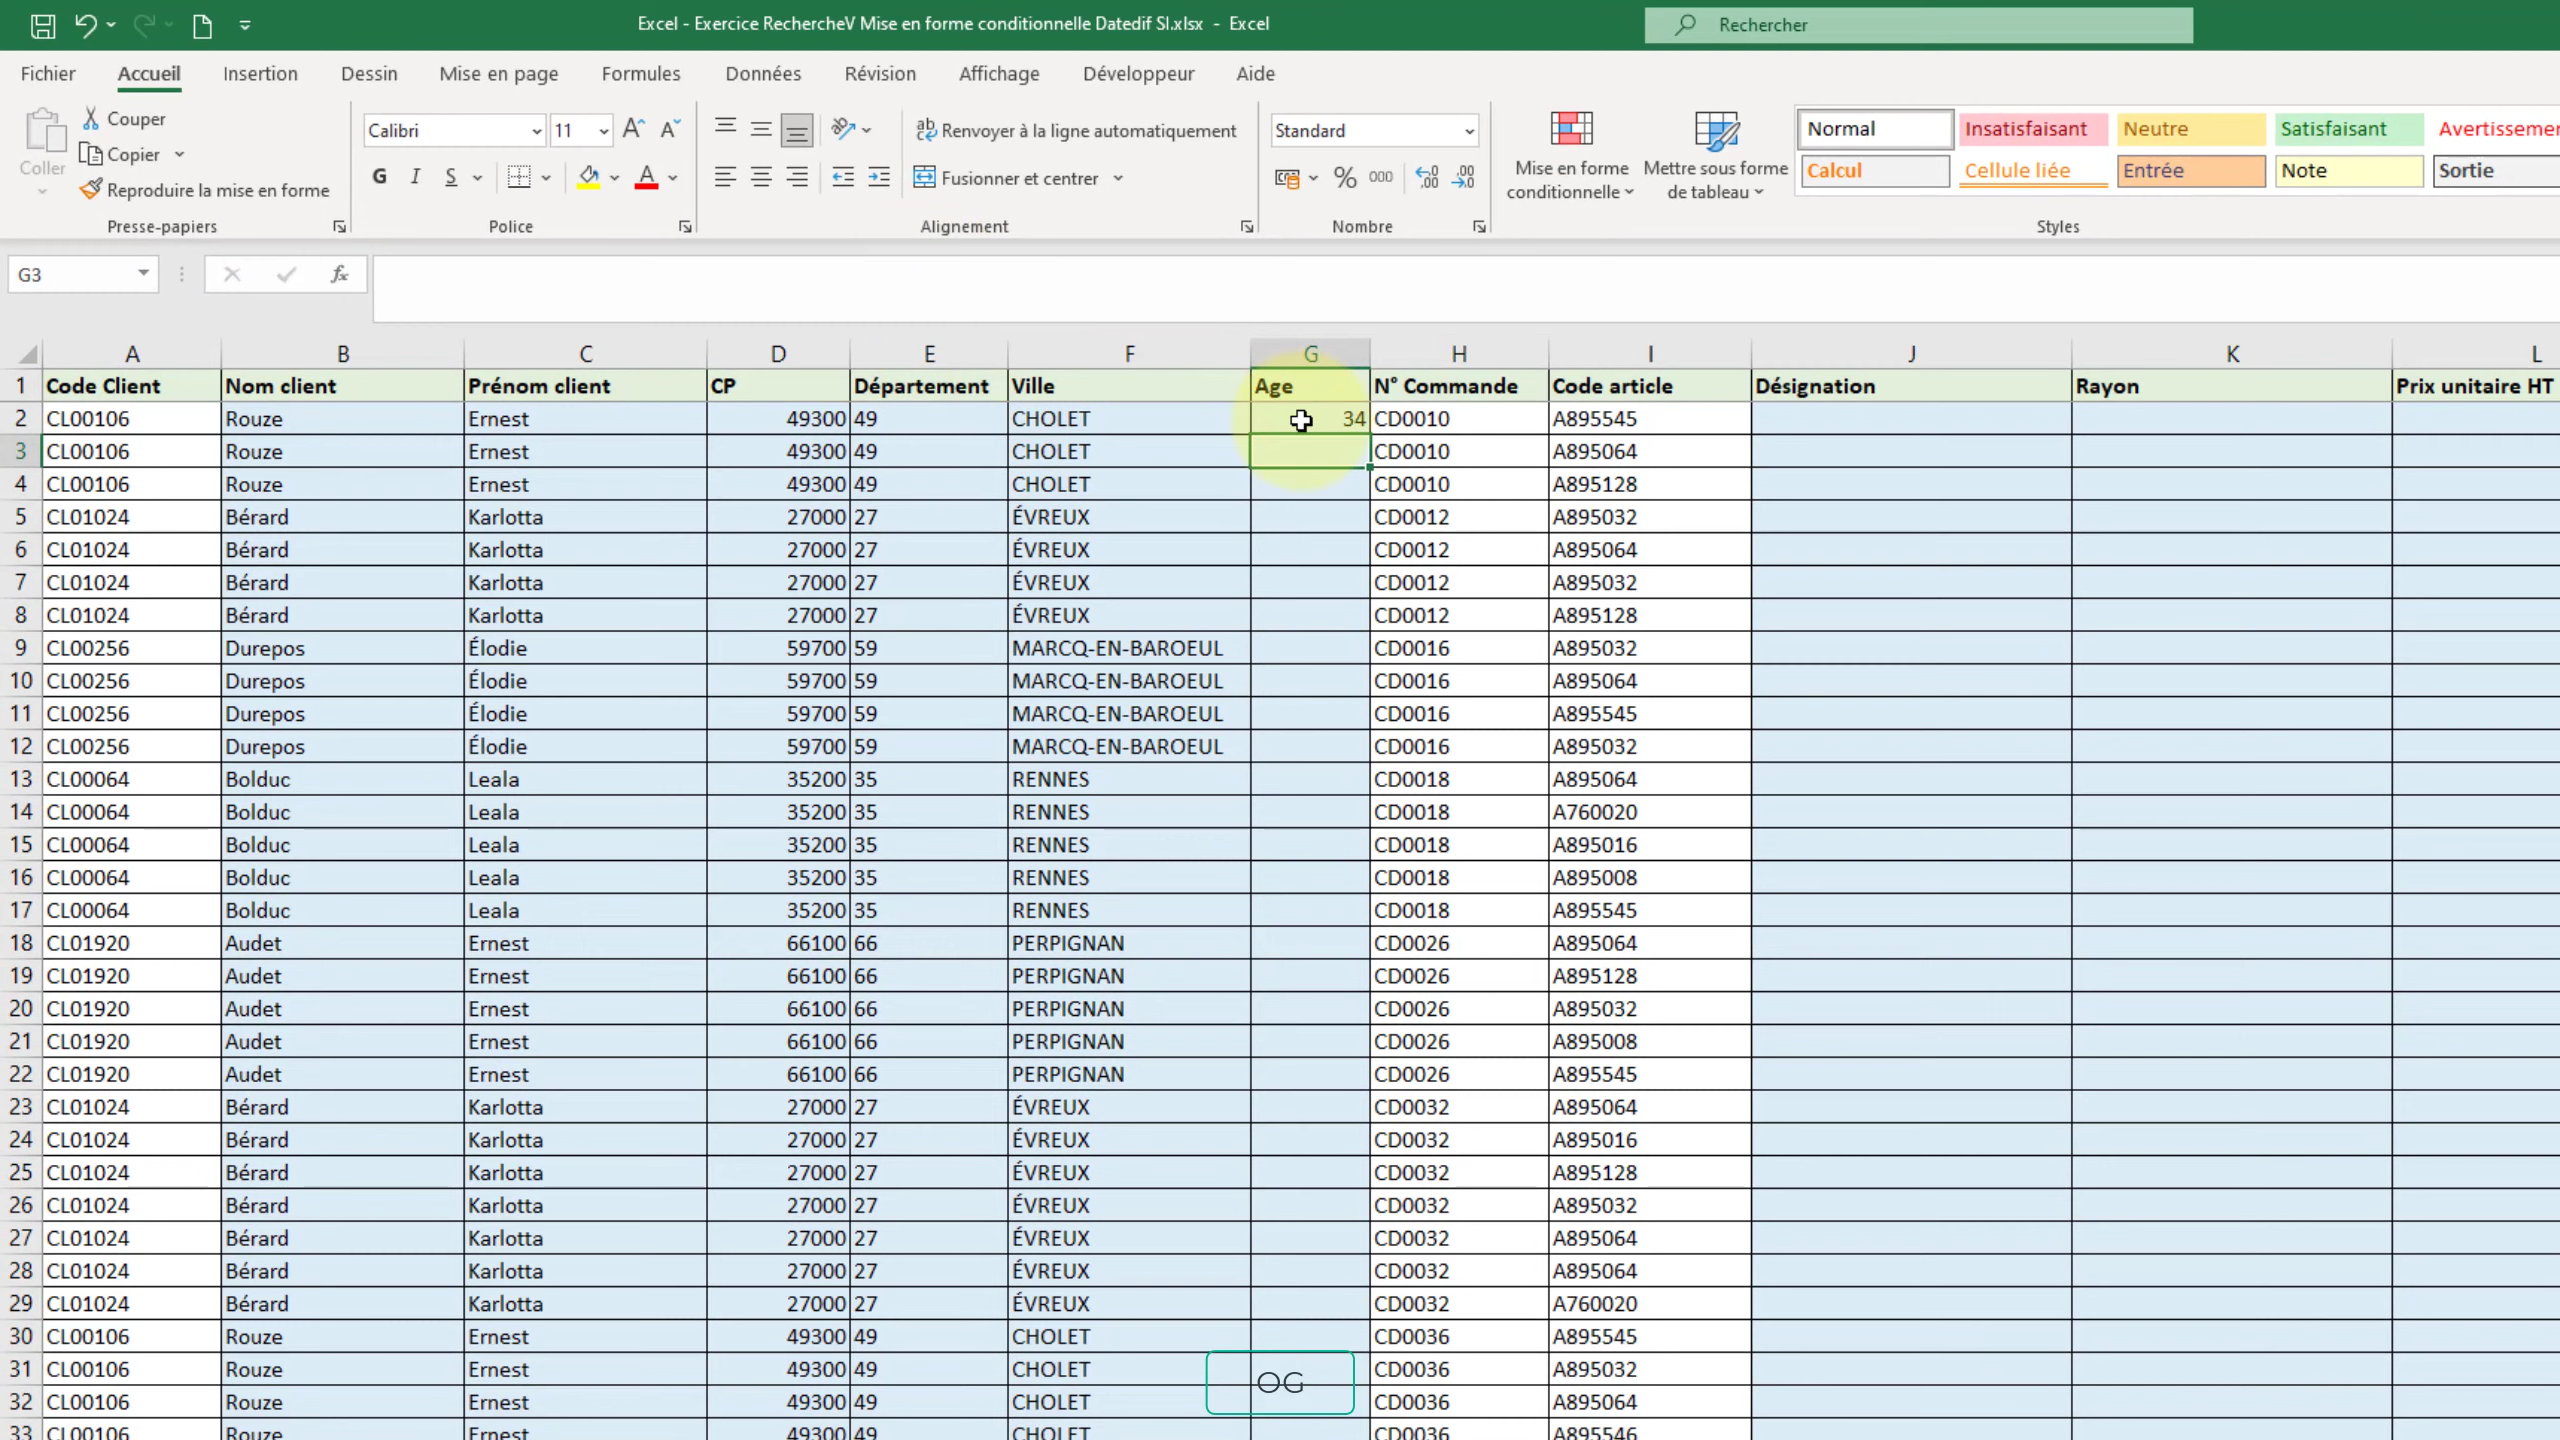 Excel - Exercice RechercheV Mise en forme conditionnelle Datedif SI.xlsx - Excel
Rechercher
Fichier Accueil Insertion Dessin Mise en page Formules Données Révision Affichage Développeur Aide
Coller
Couper
Copier
Reproduire la mise en forme
Presse-papiers
Calibri 11
G I S
Police
Renvoyer à la ligne automatiquement
Fusionner et centrer
Alignement
Standard
% 000
Nombre
Mise en forme conditionnelle
Mettre sous forme de tableau
Normal Insatisfaisant Neutre Satisfaisant
Calcul Cellule liée Entrée Note Sortie
Styles
G3 fx
A B C D E F G H I J K L
1 Code Client Nom client Prénom client CP Département Ville Age N° Commande Code article Désignation Rayon Prix unitaire HT
2 CL00106 Rouze Ernest 49300 49 CHOLET 34 CD0010 A895545
3 CL00106 Rouze Ernest 49300 49 CHOLET CD0010 A895064
4 CL00106 Rouze Ernest 49300 49 CHOLET CD0010 A895128
5 CL01024 Bérard Karlotta 27000 27 ÉVREUX CD0012 A895032
6 CL01024 Bérard Karlotta 27000 27 ÉVREUX CD0012 A895064
7 CL01024 Bérard Karlotta 27000 27 ÉVREUX CD0012 A895032
8 CL01024 Bérard Karlotta 27000 27 ÉVREUX CD0012 A895128
9 CL00256 Durepos Élodie 59700 59 MARCQ-EN-BAROEUL CD0016 A895032
10 CL00256 Durepos Élodie 59700 59 MARCQ-EN-BAROEUL CD0016 A895064
11 CL00256 Durepos Élodie 59700 59 MARCQ-EN-BAROEUL CD0016 A895545
12 CL00256 Durepos Élodie 59700 59 MARCQ-EN-BAROEUL CD0016 A895032
13 CL00064 Bolduc Leala 35200 35 RENNES CD0018 A895064
14 CL00064 Bolduc Leala 35200 35 RENNES CD0018 A760020
15 CL00064 Bolduc Leala 35200 35 RENNES CD0018 A895016
16 CL00064 Bolduc Leala 35200 35 RENNES CD0018 A895008
17 CL00064 Bolduc Leala 35200 35 RENNES CD0018 A895545
18 CL01920 Audet Ernest 66100 66 PERPIGNAN CD0026 A895064
19 CL01920 Audet Ernest 66100 66 PERPIGNAN CD0026 A895128
20 CL01920 Audet Ernest 66100 66 PERPIGNAN CD0026 A895032
21 CL01920 Audet Ernest 66100 66 PERPIGNAN CD0026 A895008
22 CL01920 Audet Ernest 66100 66 PERPIGNAN CD0026 A895545
23 CL01024 Bérard Karlotta 27000 27 ÉVREUX CD0032 A895064
24 CL01024 Bérard Karlotta 27000 27 ÉVREUX CD0032 A895016
25 CL01024 Bérard Karlotta 27000 27 ÉVREUX CD0032 A895128
26 CL01024 Bérard Karlotta 27000 27 ÉVREUX CD0032 A895032
27 CL01024 Bérard Karlotta 27000 27 ÉVREUX CD0032 A895064
28 CL01024 Bérard Karlotta 27000 27 ÉVREUX CD0032 A895064
29 CL01024 Bérard Karlotta 27000 27 ÉVREUX CD0032 A760020
30 CL00106 Rouze Ernest 49300 49 CHOLET CD0036 A895545
31 CL00106 Rouze Ernest 49300 49 CHOLET CD0036 A895032
OG
32 CL00106 Rouze Ernest 49300 49 CHOLET CD0036 A895064
33 CL00106 Rouze Ernest 49300 49 CHOLET CD0036 A895546